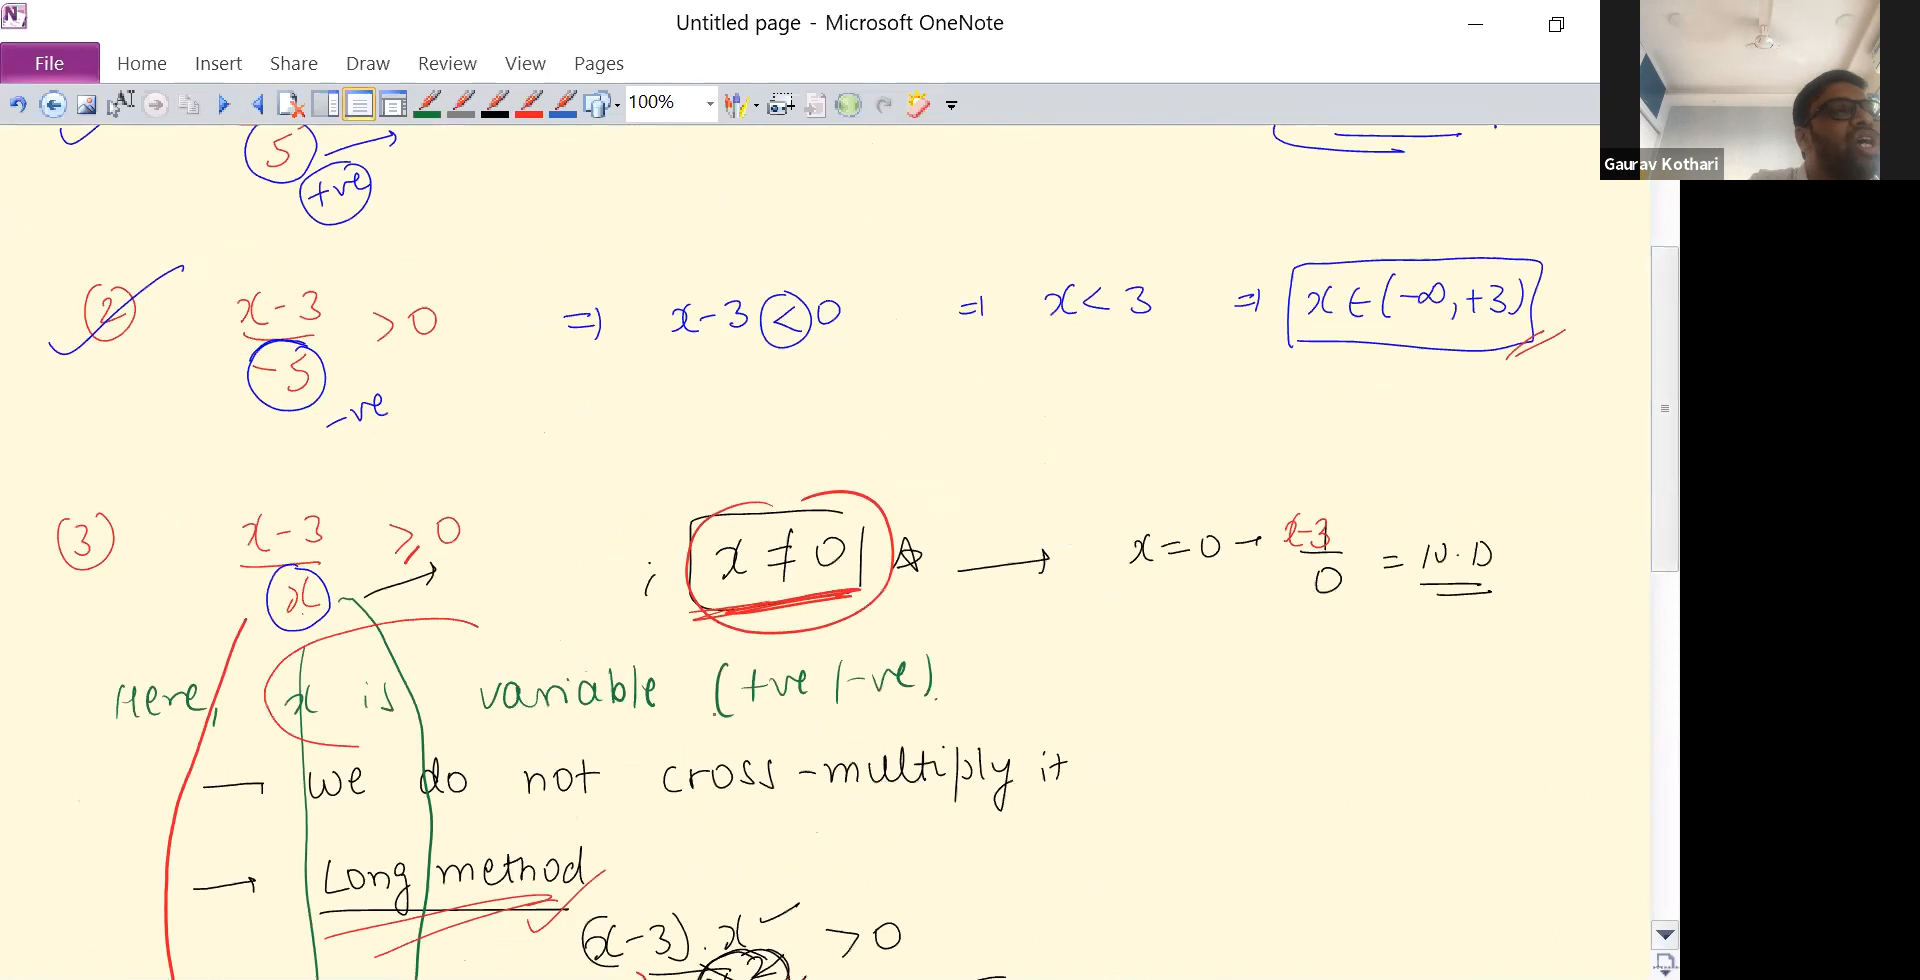 Untitled page - Microsoft OneNote
File Home Insert Share Draw Review View Pages
100%
Gaurav Kothari
5
+ve
② x-3/-5 > 0 ⇒ x-3 < 0 ⇒ x < 3 ⇒ x ∈ (-∞, +3)
-ve
③ x-3/x ≥ 0 ; x ≠ 0 ☆ → x = 0 → x-3/0 = N.D
Here, x is variable (+ve/-ve).
— we do not cross-multiply it
→ Long method
(x-3).x > 0